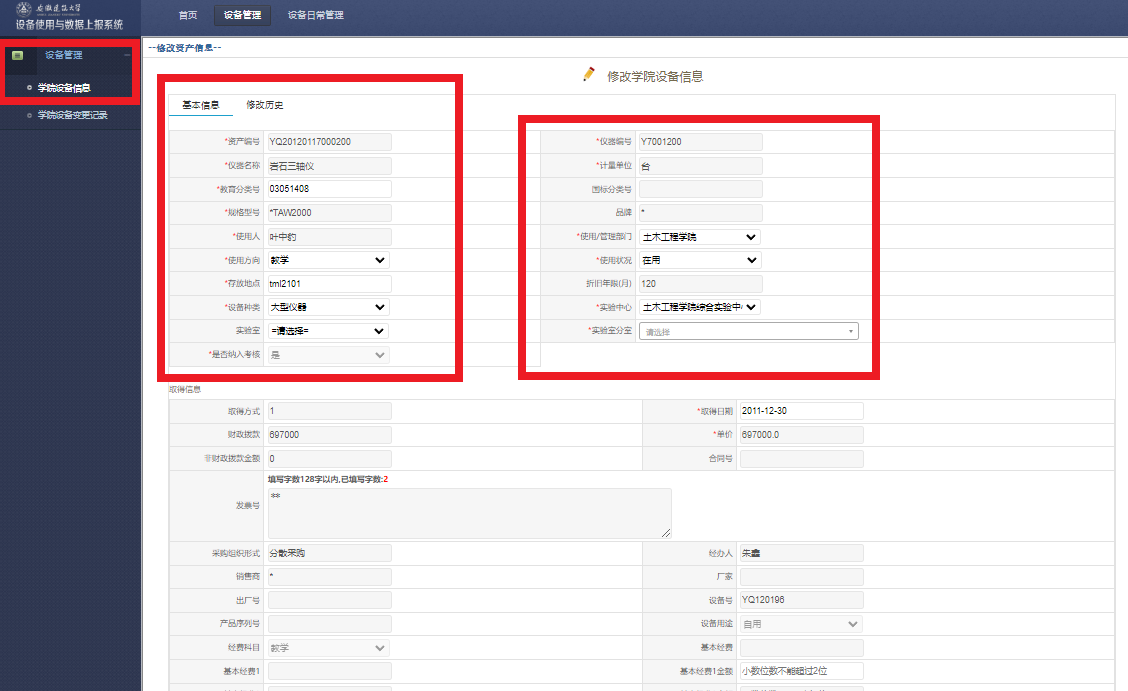 安徽建筑大学
设备使用与数据上报系统
首页 设备管理 设备日常管理
设备管理
学院设备信息
学院设备变更记录
--修改资产信息--
修改学院设备信息
基本信息 修改历史
*资产编号 YQ20120117000200 *仪器编号 Y7001200
*仪器名称 岩石三轴仪 *计量单位 台
*教育分类号 03051408 国标分类号
*规格型号 *TAW2000 品牌 *
*使用人 叶中豹 *使用/管理部门 土木工程学院
*使用方向 教学 *使用状况 在用
*存放地点 tml2101 折旧年限(月) 120
*设备种类 大型仪器 *实验中心 土木工程学院综合实验中
实验室 =请选择= *实验室分室 请选择
*是否纳入考核 是
取得信息
取得方式 1 *取得日期 2011-12-30
财政拨款 697000 *单价 697000.0
非财政拨款金额 0 合同号
填写字数128字以内,已填写字数:2
发票号 **
采购组织形式 分散采购 经办人 朱鑫
销售商 * 厂家
出厂号 设备号 YQ120196
产品序列号 设备用途 自用
经费科目 教学 基本经费
基本经费1 基本经费1金额 小数位数不能超过2位